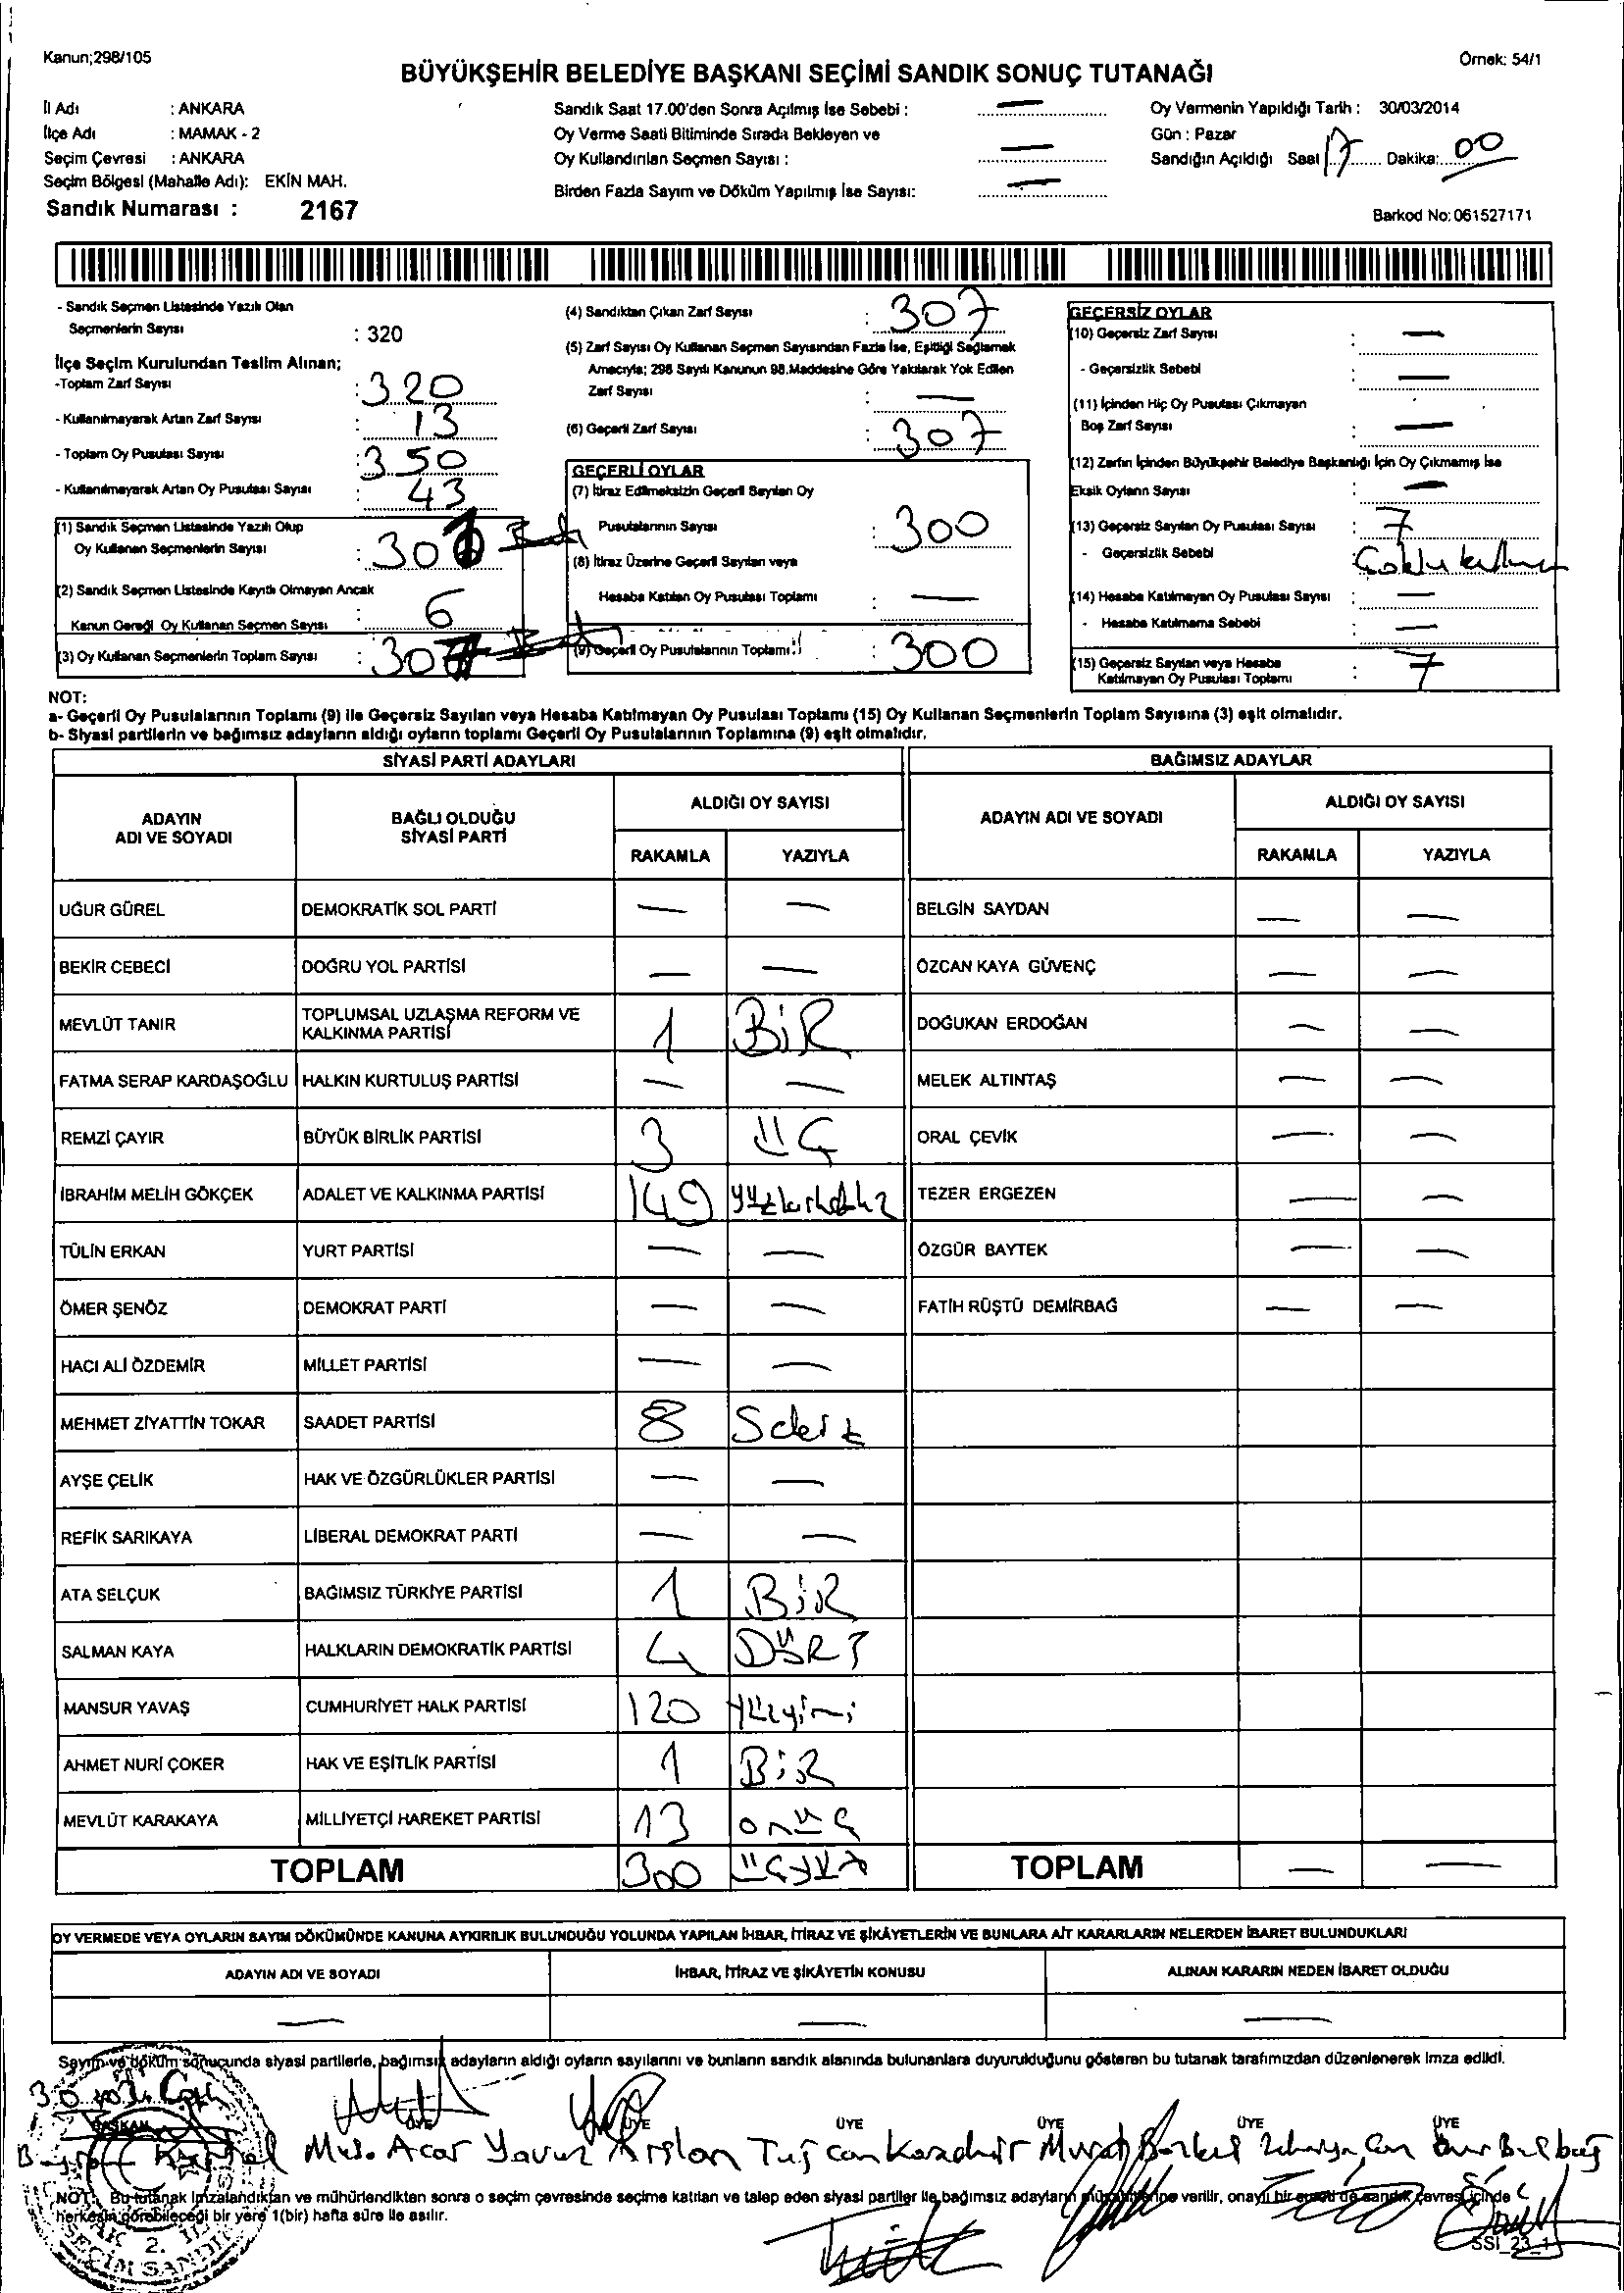 Kanun;298/105
Örnek: 54/1
BÜYÜKŞEHİR BELEDİYE BAŞKANI SEÇİMİ SANDIK SONUÇ TUTANAĞI
İl Adı : ANKARA
İlçe Adı : MAMAK - 2
Seçim Çevresi : ANKARA
Seçim Bölgesi (Mahalle Adı): EKİN MAH.
Sandık Numarası : 2167
Sandık Saat 17.00'den Sonra Açılmış İse Sebebi : —
Oy Verme Saati Bitiminde Sırada Bekleyen ve
Oy Kullandırılan Seçmen Sayısı : —
Birden Fazla Sayım ve Döküm Yapılmış İse Sayısı: —
Oy Vermenin Yapıldığı Tarih : 30/03/2014
Gün : Pazar
Sandığın Açıldığı Saat 17 Dakika: 00
Barkod No: 061527171
- Sandık Seçmen Listesinde Yazılı Olan
Seçmenlerin Sayısı : 320
İlçe Seçim Kurulundan Teslim Alınan;
-Toplam Zarf Sayısı : 320
- Kullanılmayarak Artan Zarf Sayısı : 13
- Toplam Oy Pusulası Sayısı : 350
- Kullanılmayarak Artan Oy Pusulası Sayısı : 43
(1) Sandık Seçmen Listesinde Yazılı Olup
Oy Kullanan Seçmenlerin Sayısı : 301
(2) Sandık Seçmen Listesinde Kayıtlı Olmayan Ancak
Kanun Gereği Oy Kullanan Seçmen Sayısı : 6
(3) Oy Kullanan Seçmenlerin Toplam Sayısı : 307
(4) Sandıktan Çıkan Zarf Sayısı : 307
(5) Zarf Sayısı Oy Kullanan Seçmen Sayısından Fazla İse, Eşitliği Sağlamak
Amacıyla; 298 Sayılı Kanunun 98.Maddesine Göre Yakılarak Yok Edilen
Zarf Sayısı : —
(6) Geçerli Zarf Sayısı : 307
GEÇERLİ OYLAR
(7) İtiraz Edilmeksizin Geçerli Sayılan Oy
Pusulalarının Sayısı : 300
(8) İtiraz Üzerine Geçerli Sayılan veya
Hesaba Katılan Oy Pusulası Toplamı : —
(9) Geçerli Oy Pusulalarının Toplamı : 300
GEÇERSİZ OYLAR
(10) Geçersiz Zarf Sayısı : —
- Geçersizlik Sebebi : —
(11) İçinden Hiç Oy Pusulası Çıkmayan
Boş Zarf Sayısı : —
(12) Zarfın İçinden Büyükşehir Belediye Başkanlığı İçin Oy Çıkmamış İse
Eksik Oyların Sayısı : —
(13) Geçersiz Sayılan Oy Pusulası Sayısı : 7
- Geçersizlik Sebebi
(14) Hesaba Katılmayan Oy Pusulası Sayısı : —
- Hesaba Katılmama Sebebi : —
(15) Geçersiz Sayılan veya Hesaba
Katılmayan Oy Pusulası Toplamı : 7
NOT:
a- Geçerli Oy Pusulalarının Toplamı (9) ile Geçersiz Sayılan veya Hesaba Katılmayan Oy Pusulası Toplamı (15) Oy Kullanan Seçmenlerin Toplam Sayısına (3) eşit olmalıdır.
b- Siyasi partilerin ve bağımsız adayların aldığı oyların toplamı Geçerli Oy Pusulalarının Toplamına (9) eşit olmalıdır.
SİYASİ PARTİ ADAYLARI
BAĞIMSIZ ADAYLAR
ADAYIN ADI VE SOYADI
BAĞLI OLDUĞU SİYASİ PARTİ
ALDIĞI OY SAYISI
RAKAMLA YAZIYLA
ADAYIN ADI VE SOYADI
ALDIĞI OY SAYISI
RAKAMLA YAZIYLA
UĞUR GÜREL DEMOKRATİK SOL PARTİ — — BELGİN SAYDAN — —
BEKİR CEBECİ DOĞRU YOL PARTİSİ — — ÖZCAN KAYA GÜVENÇ — —
MEVLÜT TANIR TOPLUMSAL UZLAŞMA REFORM VE KALKINMA PARTİSİ 1 BİR DOĞUKAN ERDOĞAN — —
FATMA SERAP KARDAŞOĞLU HALKIN KURTULUŞ PARTİSİ — — MELEK ALTINTAŞ — —
REMZİ ÇAYIR BÜYÜK BİRLİK PARTİSİ 3 ÜÇ ORAL ÇEVİK — —
İBRAHİM MELİH GÖKÇEK ADALET VE KALKINMA PARTİSİ 149 TEZER ERGEZEN — —
TÜLİN ERKAN YURT PARTİSİ — — ÖZGÜR BAYTEK — —
ÖMER ŞENÖZ DEMOKRAT PARTİ — — FATİH RÜŞTÜ DEMİRBAĞ — —
HACI ALİ ÖZDEMİR MİLLET PARTİSİ — —
MEHMET ZİYATTİN TOKAR SAADET PARTİSİ 8 Sekiz
AYŞE ÇELİK HAK VE ÖZGÜRLÜKLER PARTİSİ — —
REFİK SARIKAYA LİBERAL DEMOKRAT PARTİ — —
ATA SELÇUK BAĞIMSIZ TÜRKİYE PARTİSİ 1 BİR
SALMAN KAYA HALKLARIN DEMOKRATİK PARTİSİ 4 DÖRT
MANSUR YAVAŞ CUMHURİYET HALK PARTİSİ 120
AHMET NURİ ÇOKER HAK VE EŞİTLİK PARTİSİ 1 BİR
MEVLÜT KARAKAYA MİLLİYETÇİ HAREKET PARTİSİ 13 onüç
TOPLAM 300 ÜÇYÜZ TOPLAM — —
OY VERMEDE VEYA OYLARIN SAYIM DÖKÜMÜNDE KANUNA AYKIRILIK BULUNDUĞU YOLUNDA YAPILAN İHBAR, İTİRAZ VE ŞİKÂYETLERİN VE BUNLARA AİT KARARLARIN NELERDEN İBARET BULUNDUKLARI
ADAYIN ADI VE SOYADI İHBAR, İTİRAZ VE ŞİKÂYETİN KONUSU ALINAN KARARIN NEDEN İBARET OLDUĞU
— — —
Sayım ve döküm sonucunda siyasi partilerle, bağımsız adayların aldığı oyların sayılarını ve bunların sandık alanında bulunanlara duyurulduğunu gösteren bu tutanak tarafımızdan düzenlenerek imza edildi.
BAŞKAN ÜYE ÜYE ÜYE ÜYE ÜYE ÜYE
Acar Yavuz Arslan Tuğcan Murat
NOT: Bu tutanak imzalandıktan ve mühürlendikten sonra o seçim çevresinde seçime katılan ve talep eden siyasi partiler ile bağımsız adayların müşahitlerine verilir, onaylı bir sureti de sandık çevresi içinde
herkesin görebileceği bir yere 1(bir) hafta süre ile asılır.
SSI_23_1